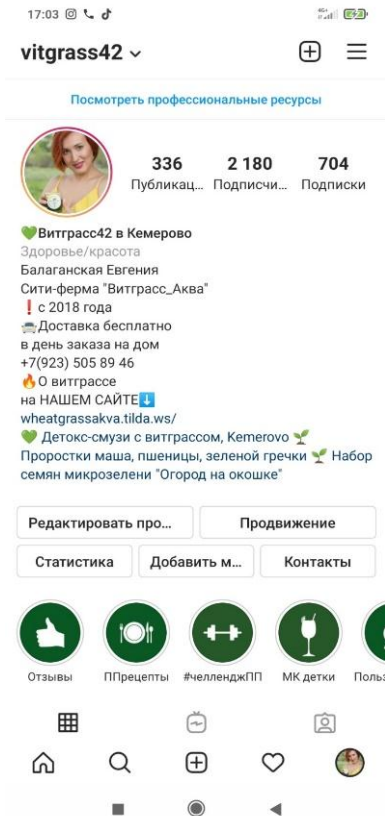 17:03
vitgrass42
Посмотреть профессиональные ресурсы
336 2 180 704
Публикац... Подписчи... Подписки
💚Витграсс42 в Кемерово
Здоровье/красота
Балаганская Евгения
Сити-ферма "Витграсс_Аква"
❗ с 2018 года
🚘Доставка бесплатно
в день заказа на дом
+7(923) 505 89 46
🔥О витграссе
на НАШЕМ САЙТЕ⬇️
wheatgrassakva.tilda.ws/
💚 Детокс-смузи с витграссом, Kemerovo 🌱
Проростки маша, пшеницы, зеленой гречки 🌱 Набор
семян микрозелени "Огород на окошке"
Редактировать про... Продвижение
Статистика Добавить м... Контакты
Отзывы ППрецепты #челленджПП МК детки Польз